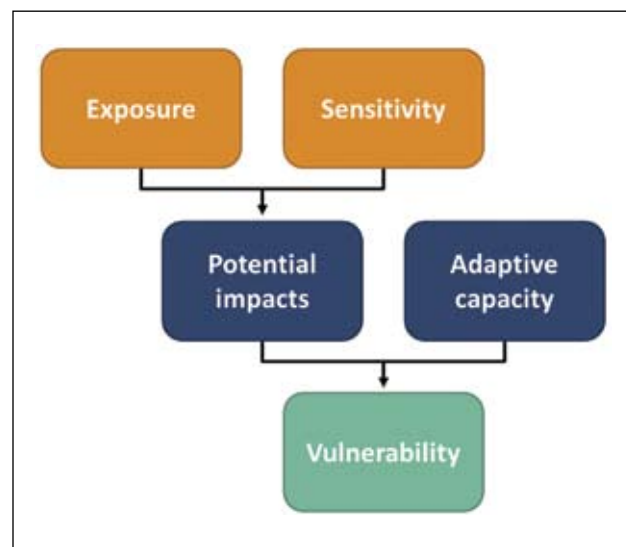 Exposure
Sensitivity
Potential
impacts
Adaptive
capacity
Vulnerability